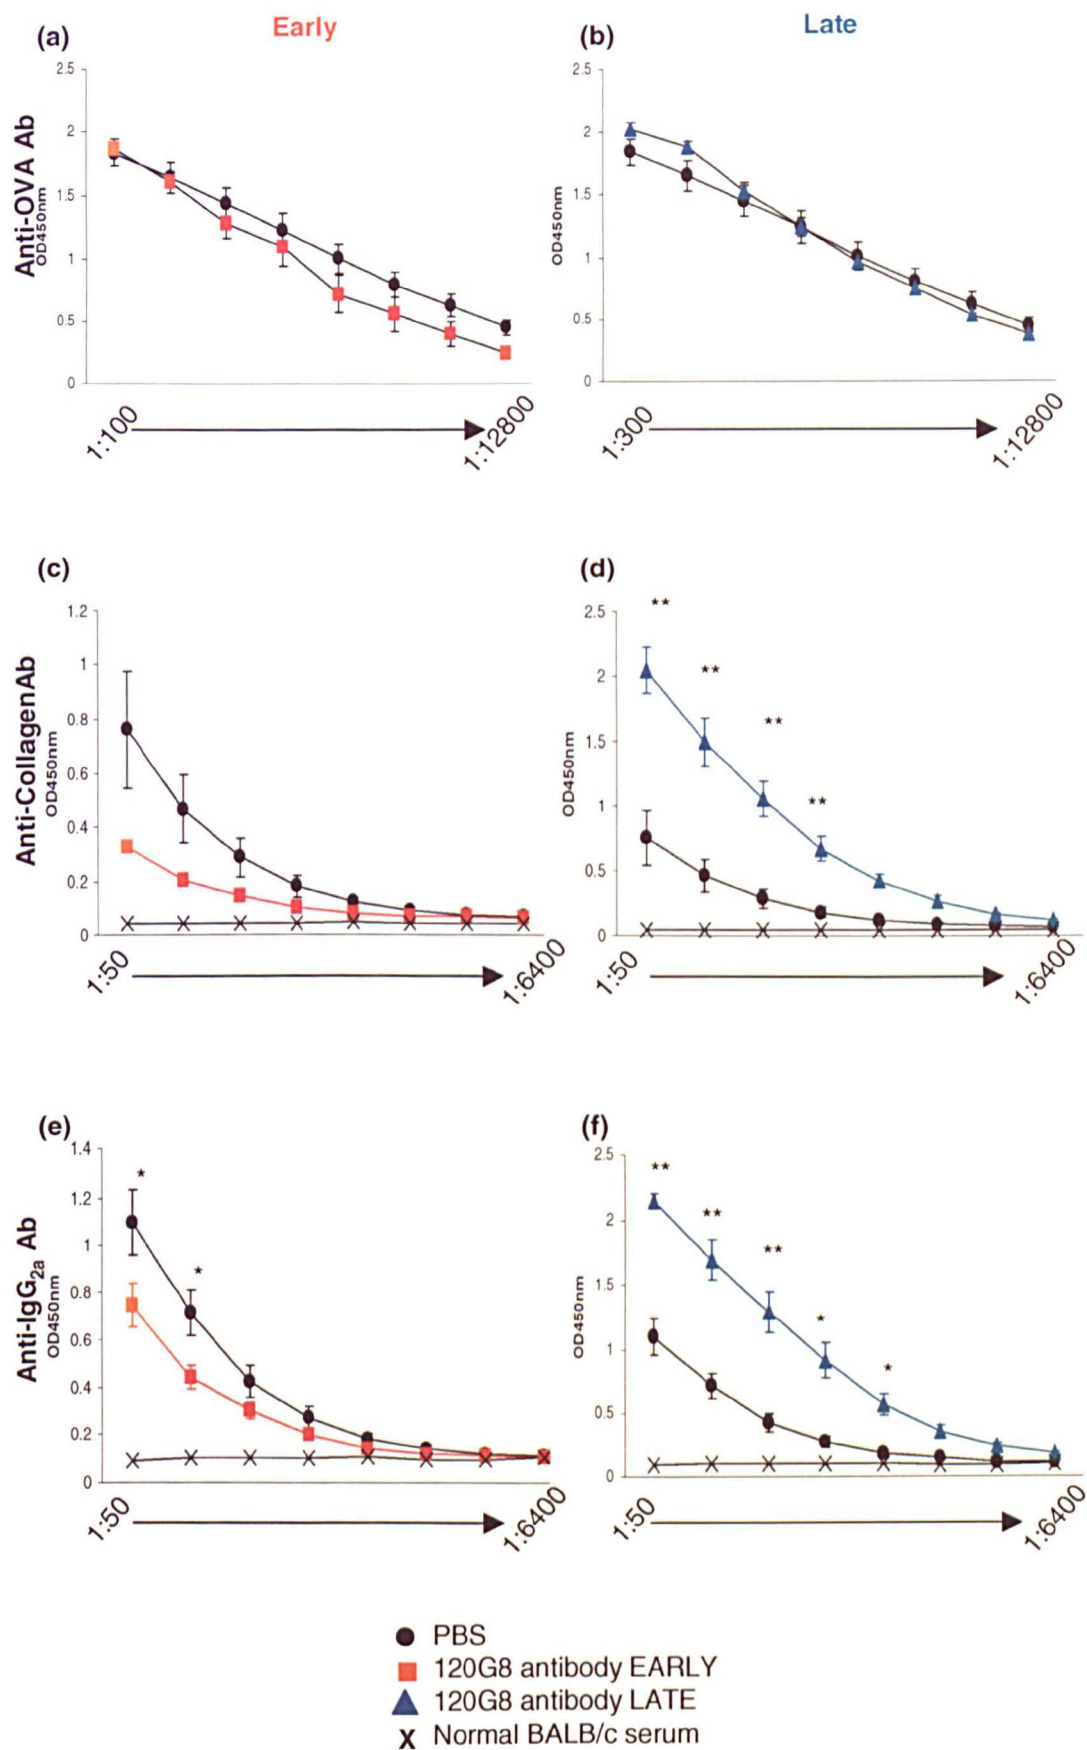 Early
Late
(a)
(b)
Anti-OVA Ab
OD450nm
2.5
2
1.5
1
0.5
0
1:100
1:12800
OD450nm
2.5
2
1.5
1
0.5
0
1:300
1:12800
(c)
(d)
Anti-CollagenAb
OD450nm
1.2
1
0.8
0.6
0.4
0.2
0
1:50
1:6400
OD450nm
2.5
2
1.5
1
0.5
0
**
**
**
**
1:50
1:6400
(e)
(f)
Anti-IgG2a Ab
OD450nm
1.4
1.2
1
0.8
0.6
0.4
0.2
0
*
*
1:50
1:6400
OD450nm
2.5
2
1.5
1
0.5
0
**
**
**
*
*
1:50
1:6400
PBS
120G8 antibody EARLY
120G8 antibody LATE
X Normal BALB/c serum